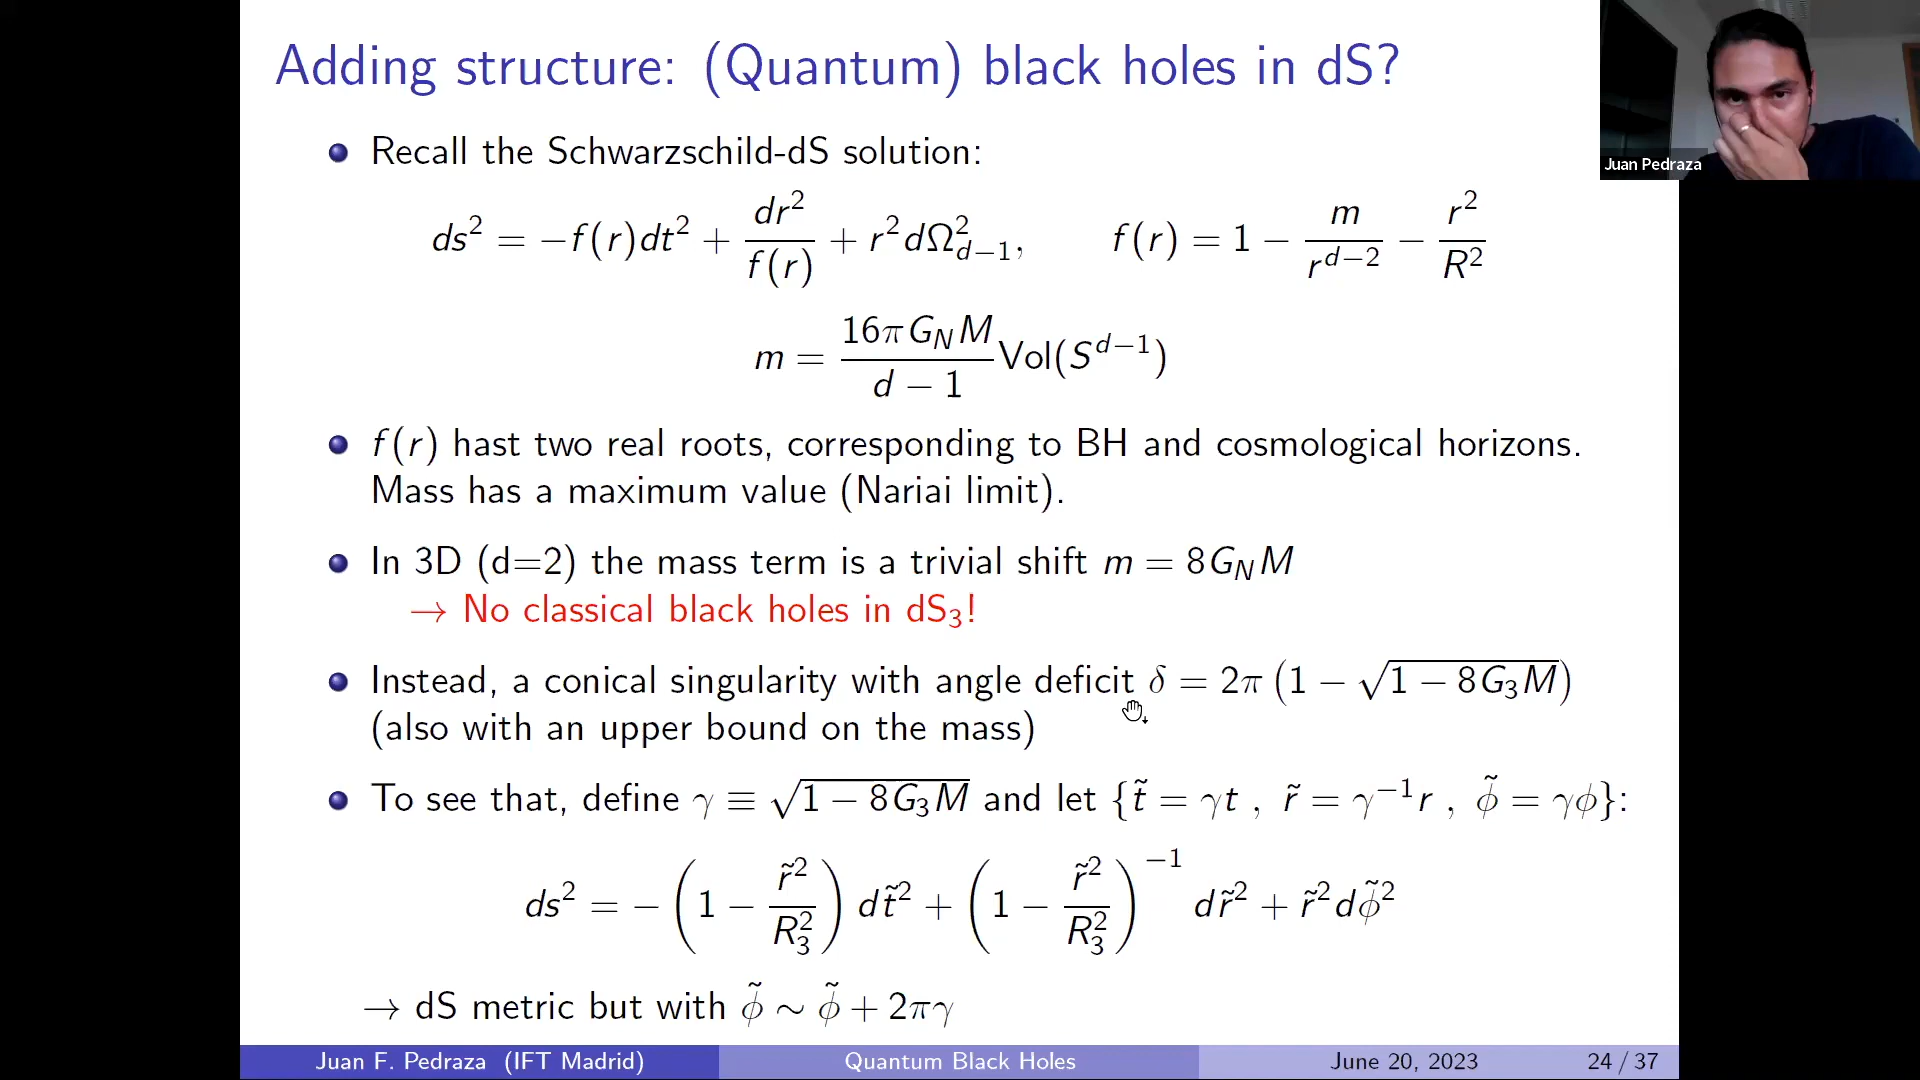 Adding structure: (Quantum) black holes in dS?
Juan Pedraza
Recall the Schwarzschild-dS solution:
ds² = −f(r)dt² + dr²/f(r) + r²dΩ²_{d−1}, f(r) = 1 − m/r^{d−2} − r²/R²
m = 16πG_N M/(d − 1) Vol(S^{d−1})
f(r) hast two real roots, corresponding to BH and cosmological horizons.
Mass has a maximum value (Nariai limit).
In 3D (d=2) the mass term is a trivial shift m = 8G_N M
→ No classical black holes in dS₃!
Instead, a conical singularity with angle deficit δ = 2π(1 − √(1 − 8G₃M))
(also with an upper bound on the mass)
To see that, define γ ≡ √(1 − 8G₃M) and let {t̃ = γt , r̃ = γ⁻¹r , φ̃ = γφ}:
ds² = −(1 − r̃²/R₃²) dt̃² + (1 − r̃²/R₃²)⁻¹ dr̃² + r̃²dφ̃²
→ dS metric but with φ̃ ∼ φ̃ + 2πγ
Juan F. Pedraza (IFT Madrid) Quantum Black Holes June 20, 2023 24 / 37